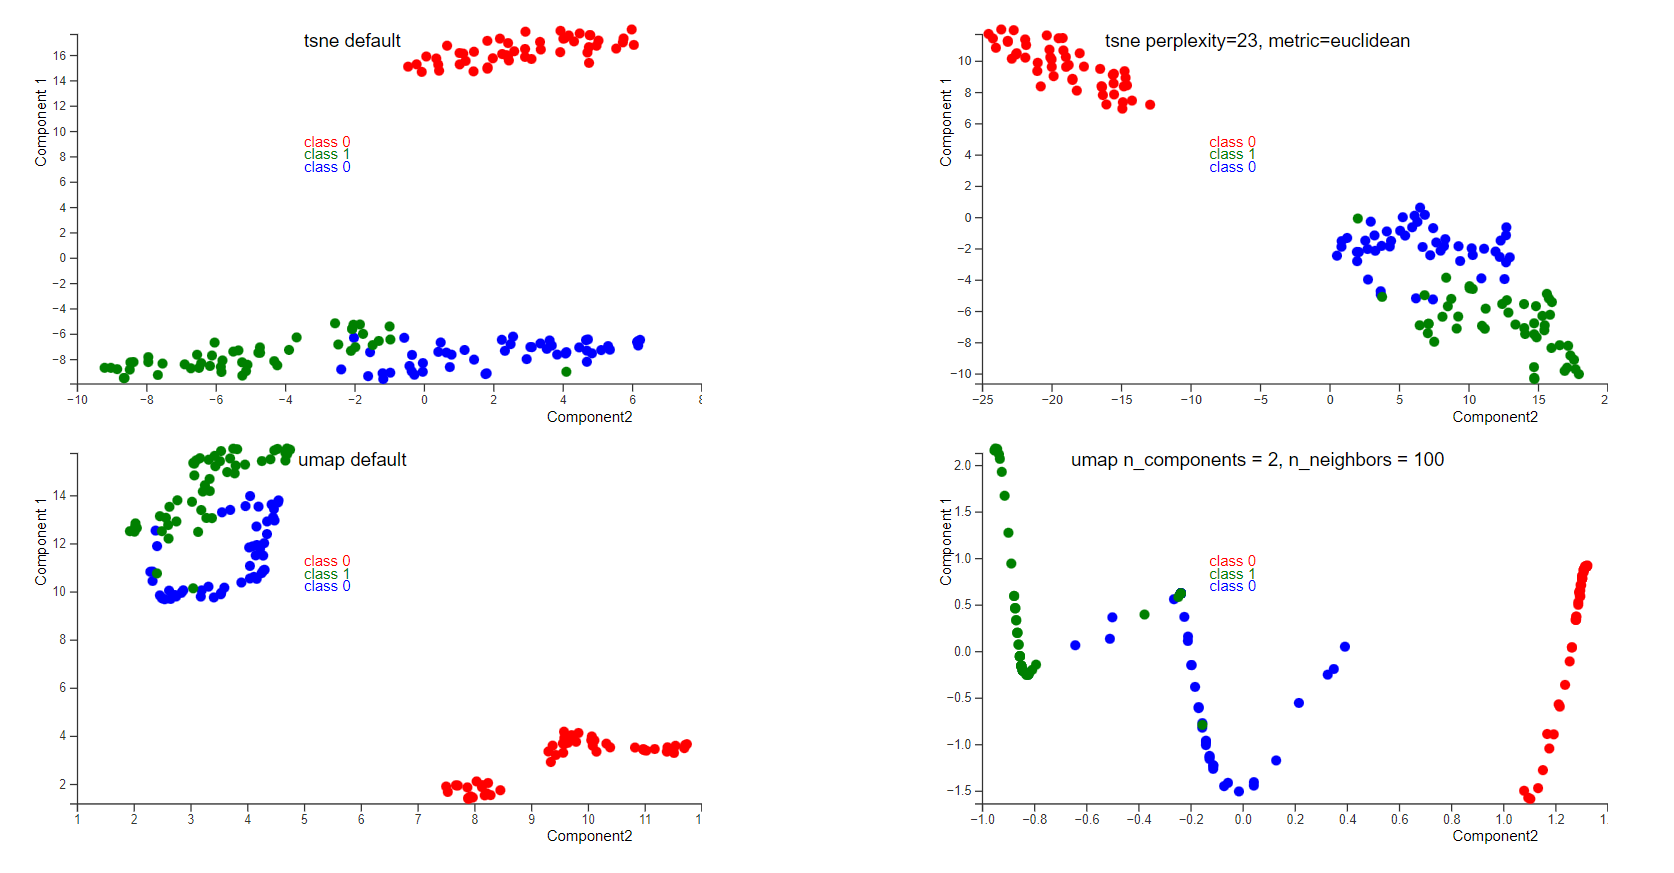 tsne default
Component 1
16
14
12
10
8
6
4
2
0
−2
−4
−6
−8
class 0
class 1
class 0
−10 −8 −6 −4 −2 0 2 4 6 8
Component2
tsne perplexity=23, metric=euclidean
Component 1
10
8
6
4
2
0
−2
−4
−6
−8
−10
class 0
class 1
class 0
−25 −20 −15 −10 −5 0 5 10 15 2
Component2
umap default
Component 1
14
12
10
8
6
4
2
class 0
class 1
class 0
1 2 3 4 5 6 7 8 9 10 11 1
Component2
umap n_components = 2, n_neighbors = 100
Component 1
2.0
1.5
1.0
0.5
0.0
−0.5
−1.0
−1.5
class 0
class 1
class 0
−1.0 −0.8 −0.6 −0.4 −0.2 0.0 0.2 0.4 0.6 0.8 1.0 1.2 1.
Component2